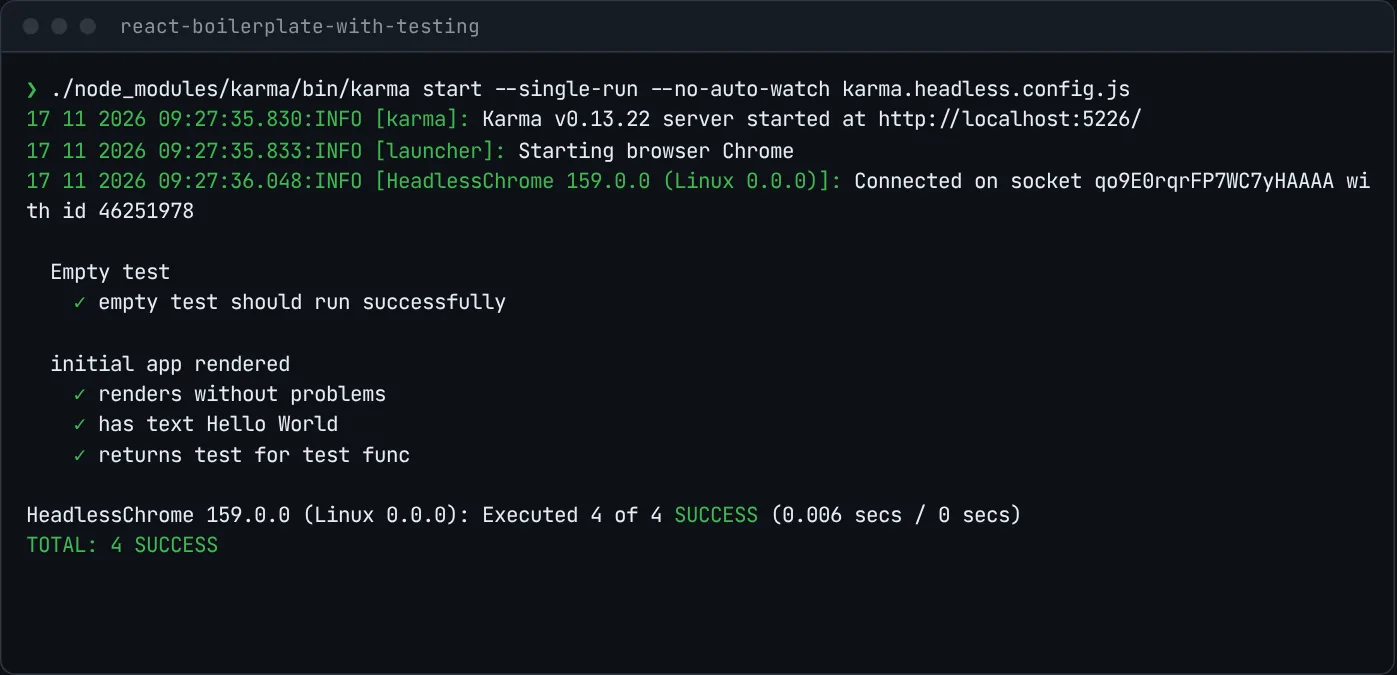 react-boilerplate-with-testing
❯ ./node_modules/karma/bin/karma start --single-run --no-auto-watch karma.headless.config.js
17 11 2026 09:27:35.830:INFO [karma]: Karma v0.13.22 server started at http://localhost:5226/
17 11 2026 09:27:35.833:INFO [launcher]: Starting browser Chrome
17 11 2026 09:27:36.048:INFO [HeadlessChrome 159.0.0 (Linux 0.0.0)]: Connected on socket qo9E0rqrFP7WC7yHAAAA wi
th id 46251978
Empty test
✓ empty test should run successfully
initial app rendered
✓ renders without problems
✓ has text Hello World
✓ returns test for test func
HeadlessChrome 159.0.0 (Linux 0.0.0): Executed 4 of 4 SUCCESS (0.006 secs / 0 secs)
TOTAL: 4 SUCCESS